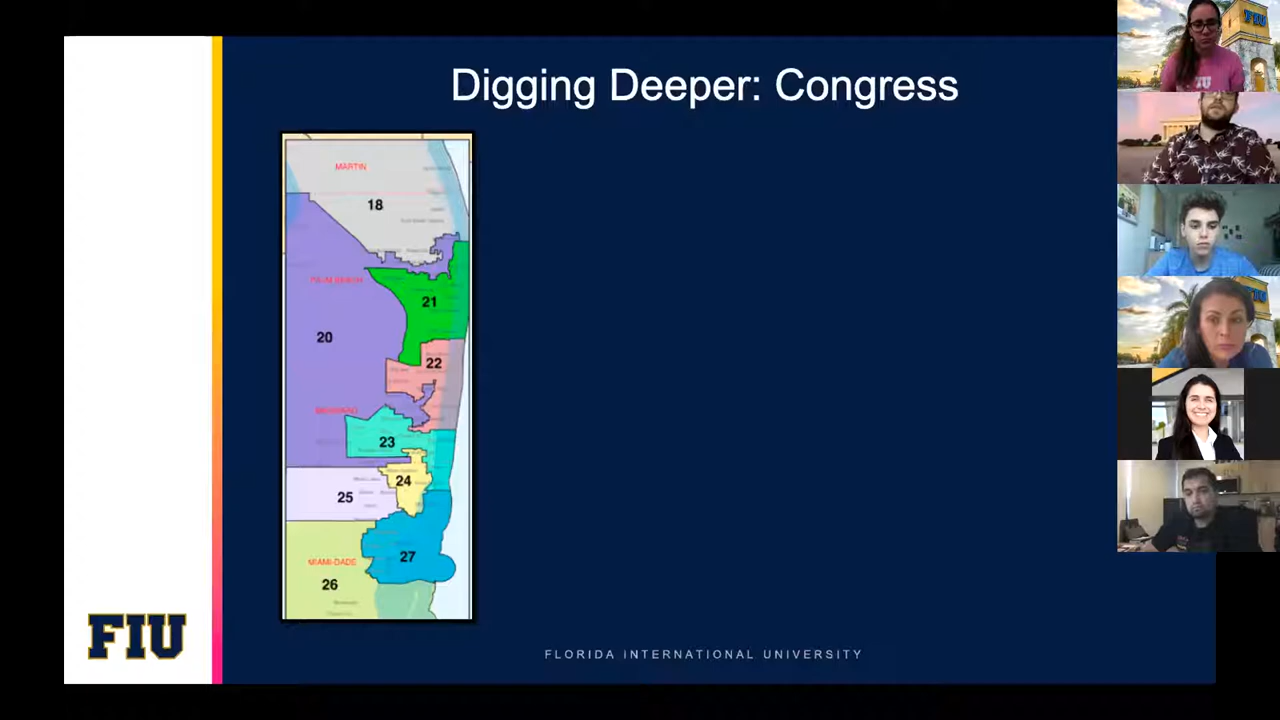 Digging Deeper: Congress
MARTIN
18
PALM BEACH
21
20
22
BROWARD
23
24
25
27
MIAMI-DADE
26
FIU
FLORIDA INTERNATIONAL UNIVERSITY
FIU
FIU